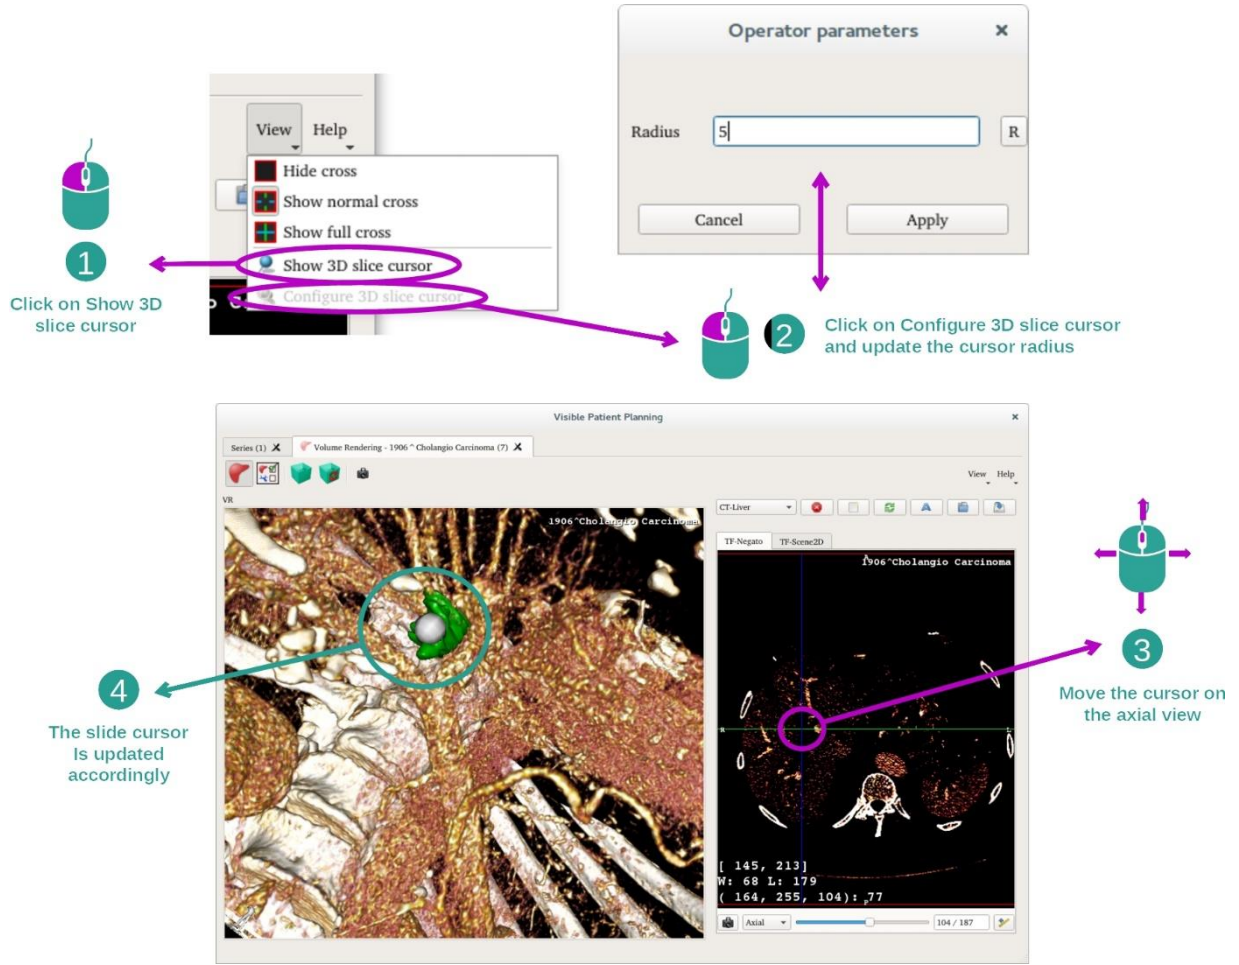 Operator parameters
Radius
5
R
Cancel
Apply
View Help
Hide cross
Show normal cross
Show full cross
Show 3D slice cursor
Configure 3D slice cursor
1
Click on Show 3D
slice cursor
2
Click on Configure 3D slice cursor
and update the cursor radius
Visible Patient Planning
Series (1)
Volume Rendering - 1906 ^ Cholangio Carcinoma (7)
View Help
VR
1906^Cholangio Carcinoma
CT-Liver
TF-Negato
TF-Scene2D
A
1906^Cholangio Carcinoma
R
L
[ 145, 213]
W: 68 L: 179
( 164, 255, 104): 77
P
Axial
104 / 187
3
Move the cursor on
the axial view
4
The slide cursor
Is updated
accordingly